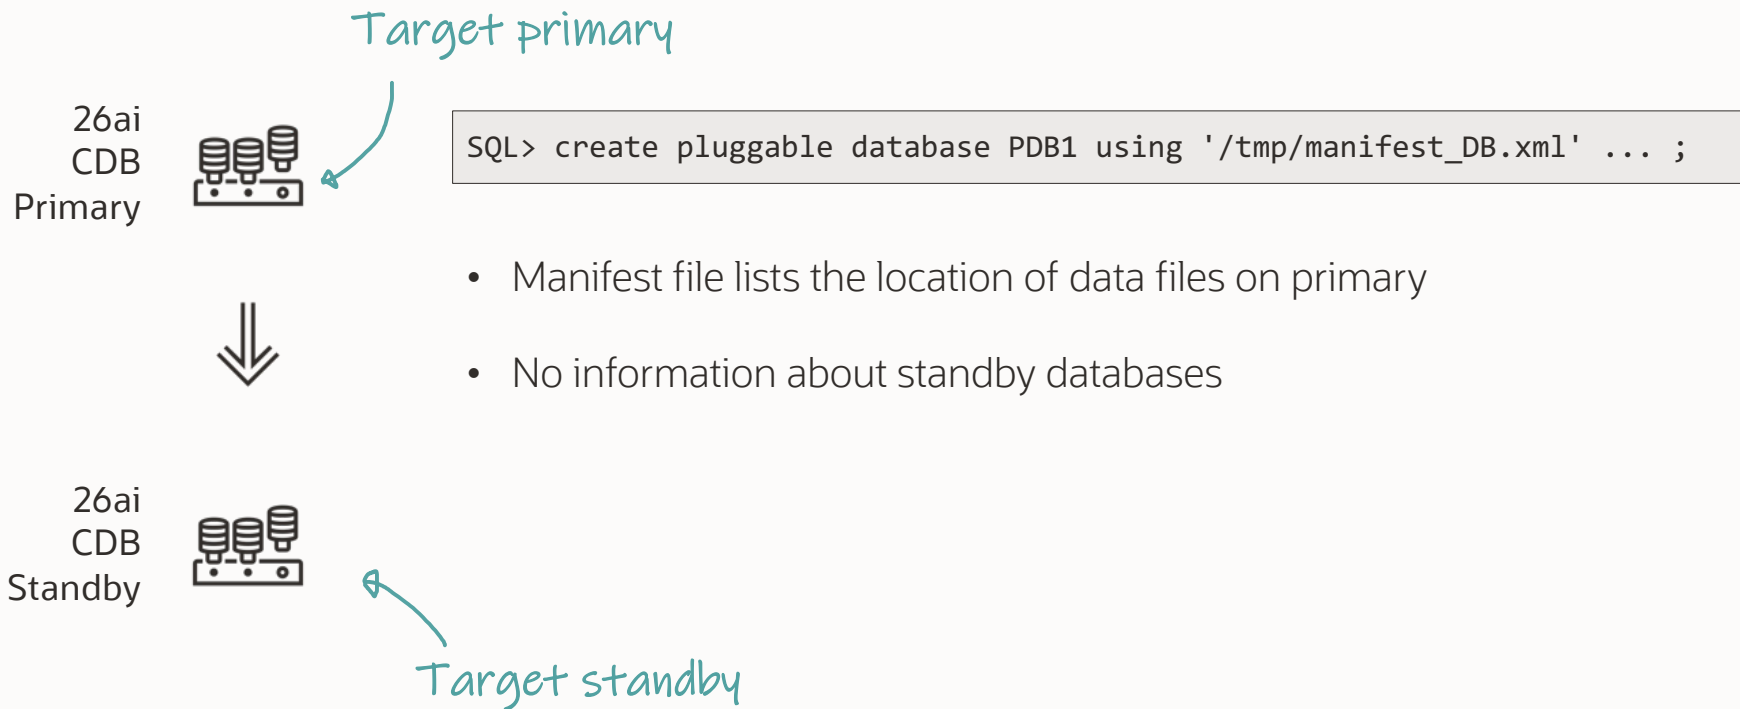 Target primary
26ai
CDB
Primary
SQL> create pluggable database PDB1 using '/tmp/manifest_DB.xml' ... ;
• Manifest file lists the location of data files on primary
• No information about standby databases
26ai
CDB
Standby
Target standby